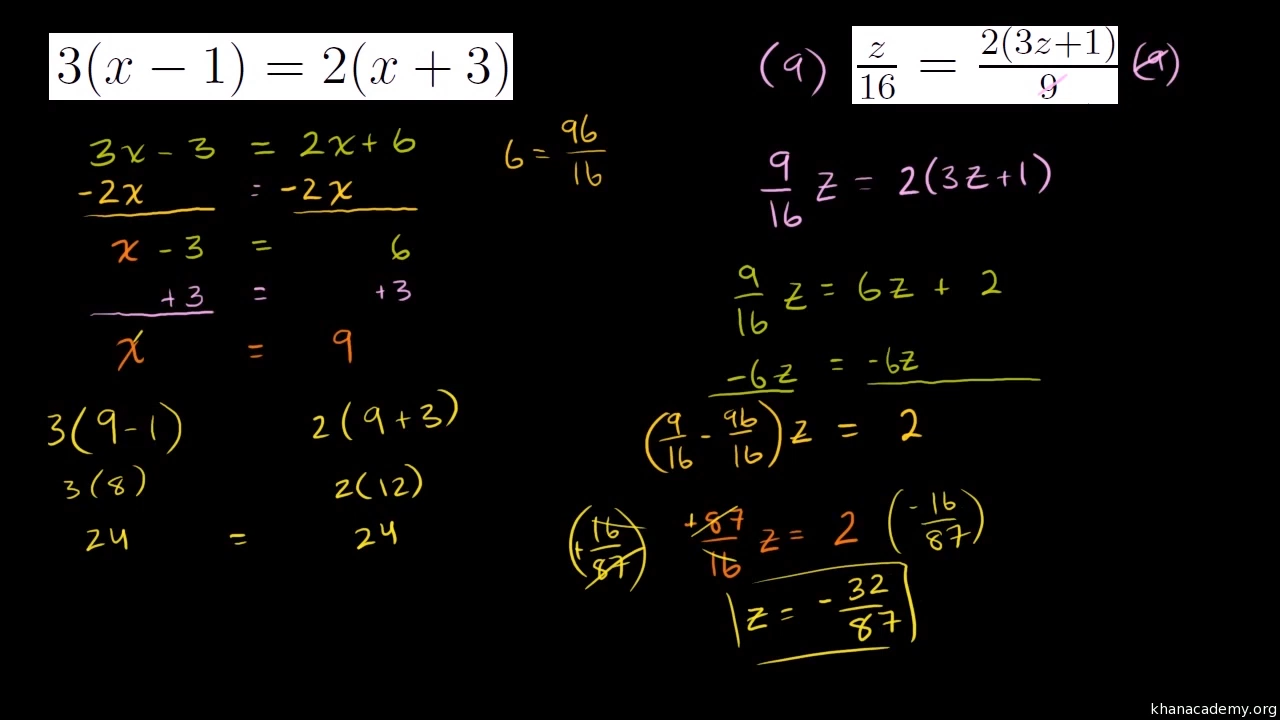 3(x − 1) = 2(x + 3)
3x - 3 = 2x + 6
-2x = -2x
x - 3 = 6
+3 = +3
x = 9
3(9-1) 2(9+3)
3(8) 2(12)
24 = 24
6 = 96/16
(9) z/16 = 2(3z+1)/9 (9)
9/16 z = 2(3z+1)
9/16 z = 6z + 2
-6z = -6z
(9/16 - 96/16) z = 2
(+16/87) +87/16 z = 2 (-16/87)
z = -32/87
khanacademy.org